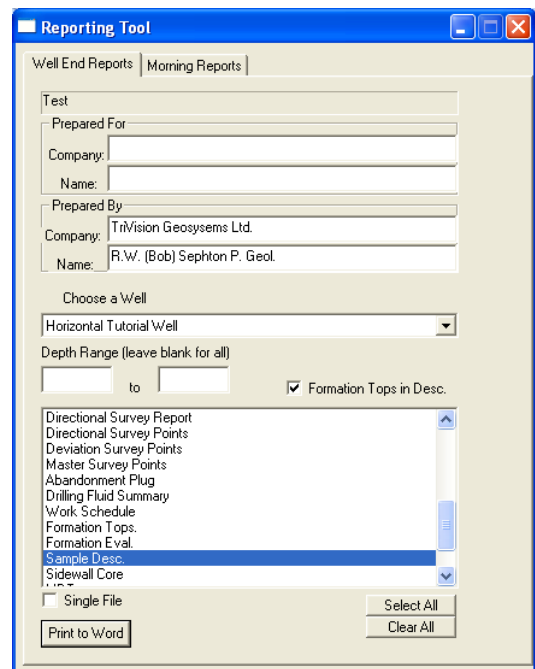 Reporting Tool
Well End Reports Morning Reports
Test
Prepared For
Company:
Name:
Prepared By
Company: TriVision Geosysems Ltd.
Name: R.W. (Bob) Sephton P. Geol.
Choose a Well
Horizontal Tutorial Well
Depth Range (leave blank for all)
to
Formation Tops in Desc.
Directional Survey Report
Directional Survey Points
Deviation Survey Points
Master Survey Points
Abandonment Plug
Drilling Fluid Summary
Work Schedule
Formation Tops.
Formation Eval.
Sample Desc.
Sidewall Core
Single File
Select All
Print to Word
Clear All